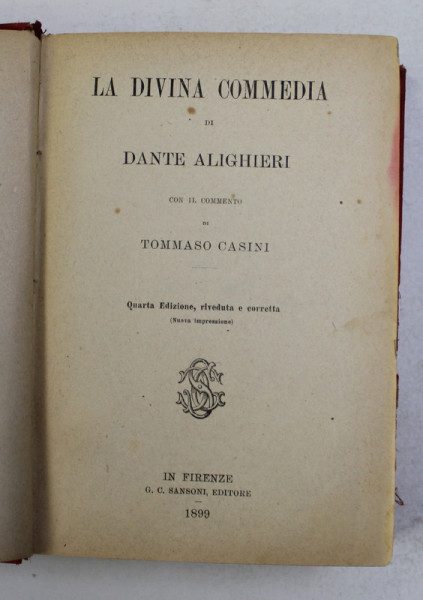 LA DIVINA COMMEDIA
DI
DANTE ALIGHIERI
CON IL COMMENTO
DI
TOMMASO CASINI
Quarta Edizione, riveduta e corretta
(Nuova impressione)
IN FIRENZE
G. C. SANSONI, EDITORE
1899